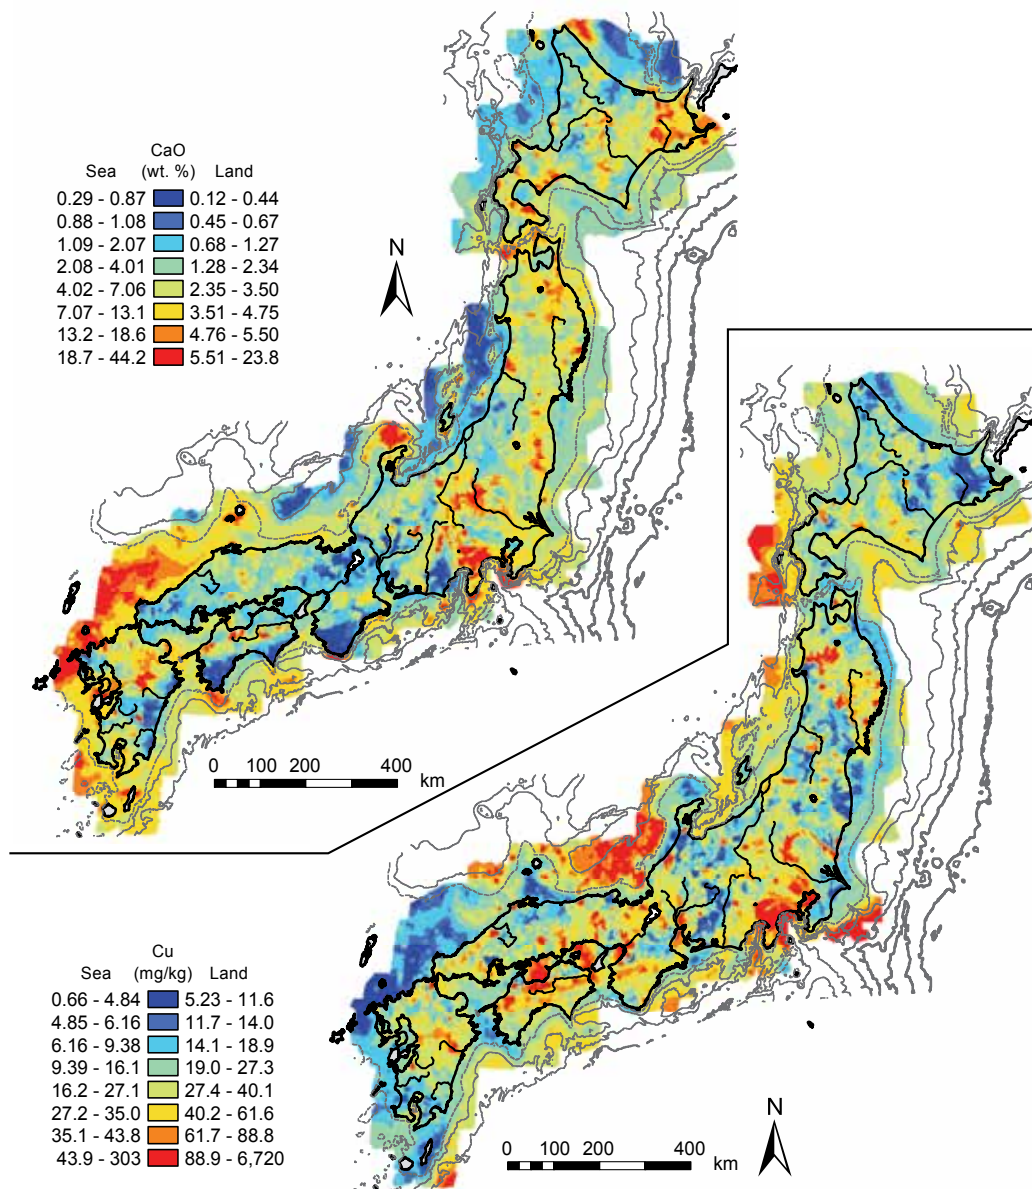 CaO
Sea (wt. %) Land
0.29 - 0.87 0.12 - 0.44
0.88 - 1.08 0.45 - 0.67
1.09 - 2.07 0.68 - 1.27
2.08 - 4.01 1.28 - 2.34
4.02 - 7.06 2.35 - 3.50
7.07 - 13.1 3.51 - 4.75
13.2 - 18.6 4.76 - 5.50
18.7 - 44.2 5.51 - 23.8
N
0 100 200 400 km
Cu
Sea (mg/kg) Land
0.66 - 4.84 5.23 - 11.6
4.85 - 6.16 11.7 - 14.0
6.16 - 9.38 14.1 - 18.9
9.39 - 16.1 19.0 - 27.3
16.2 - 27.1 27.4 - 40.1
27.2 - 35.0 40.2 - 61.6
35.1 - 43.8 61.7 - 88.8
43.9 - 303 88.9 - 6,720
N
0 100 200 400 km